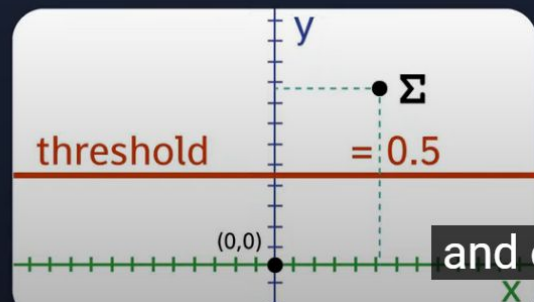 y
Σ
threshold = 0.5
(0,0)
and
x